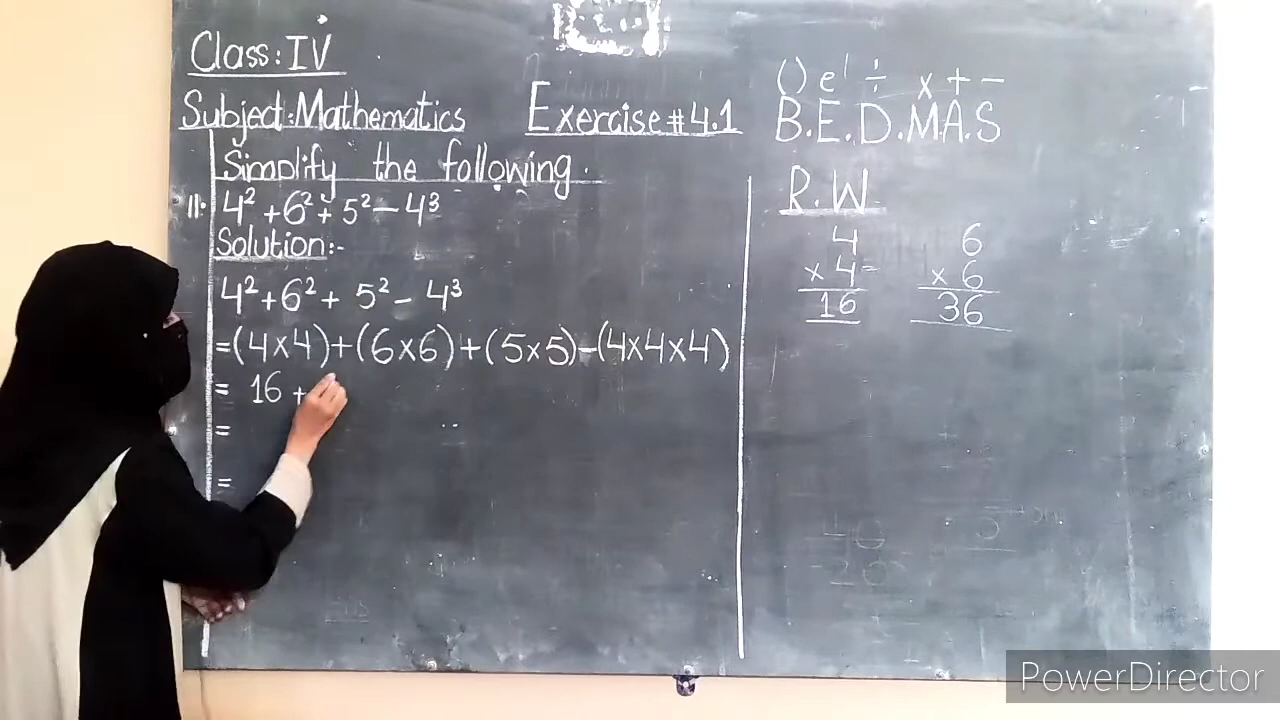 Class: IV
Subject: Mathematics
Exercise # 4.1
Simplify the following.
11. 4² + 6² + 5² - 4³
Solution:-
4² + 6² + 5² - 4³
= (4×4) + (6×6) + (5×5) - (4×4×4)
= 16 +
=
=
() e ÷ × + -
B.E.D.MAS
R.W
4
× 4 =
16
6
× 6
36
PowerDirector